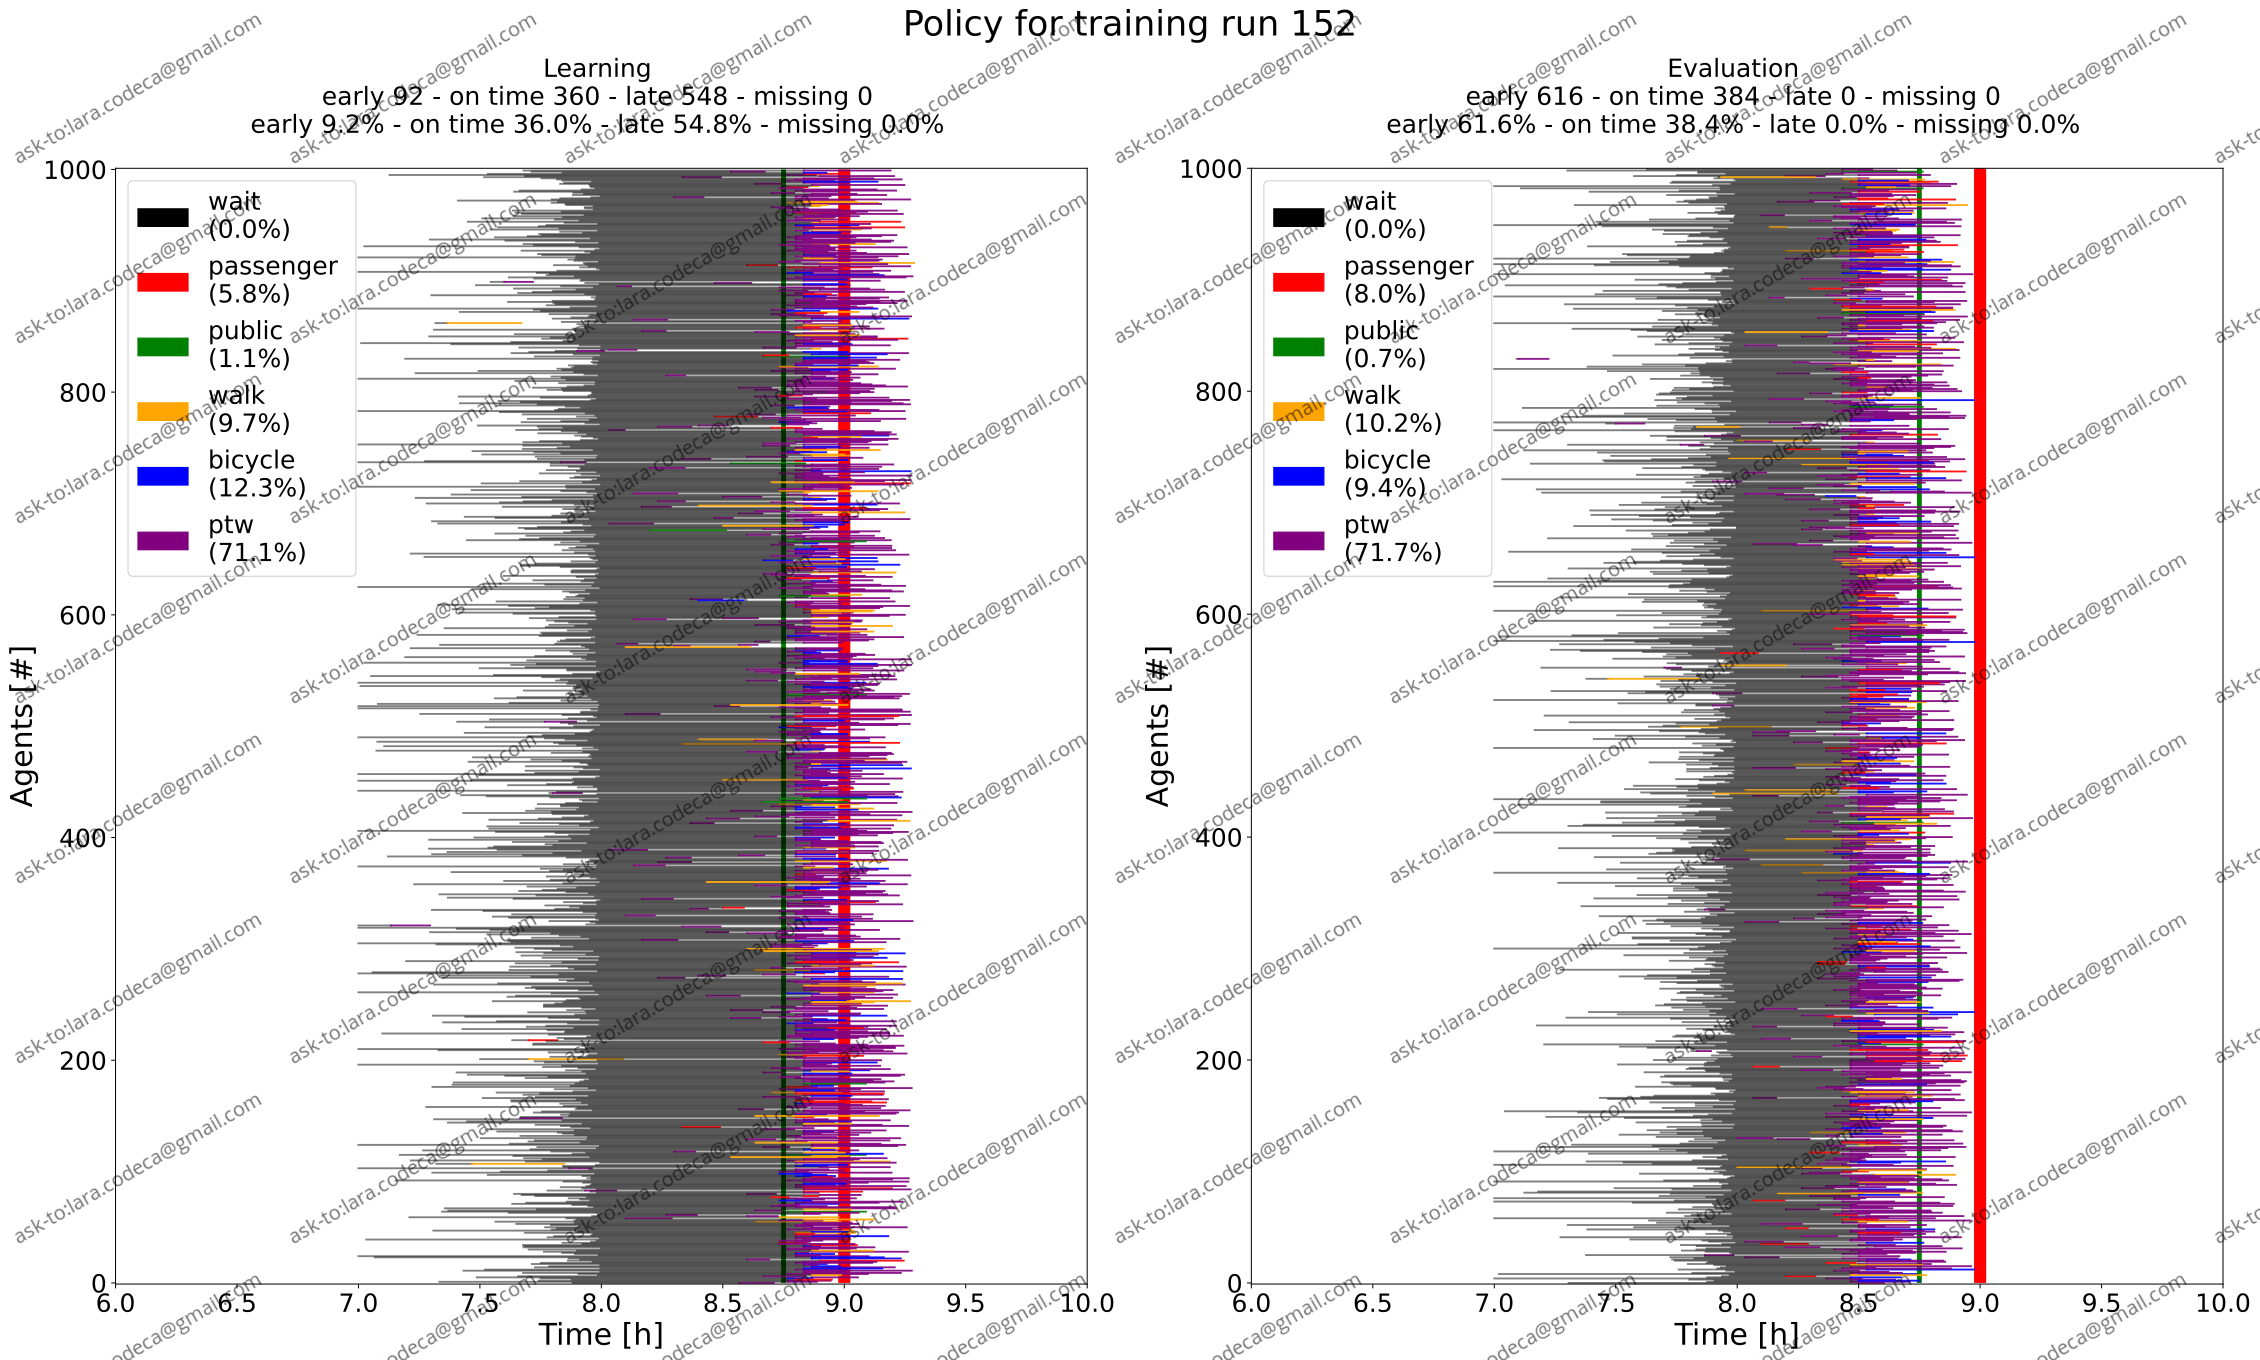 Policy for training run 152
Learning
early 92 - on time 360 - late 548 - missing 0
early 9.2% - on time 36.0% - late 54.8% - missing 0.0%
1000
800
600
400
200
0
Agents [#]
wait
(0.0%)
passenger
(5.8%)
public
(1.1%)
walk
(9.7%)
bicycle
(12.3%)
ptw
(71.1%)
6.0 6.5 7.0 7.5 8.0 8.5 9.0 9.5 10.0
Time [h]
Evaluation
early 616 - on time 384 - late 0 - missing 0
early 61.6% - on time 38.4% - late 0.0% - missing 0.0%
1000
800
600
400
200
0
Agents [#]
wait
(0.0%)
passenger
(8.0%)
public
(0.7%)
walk
(10.2%)
bicycle
(9.4%)
ptw
(71.7%)
6.0 6.5 7.0 7.5 8.0 8.5 9.0 9.5 10.0
Time [h]
ask-to:lara.codeca@gmail.com